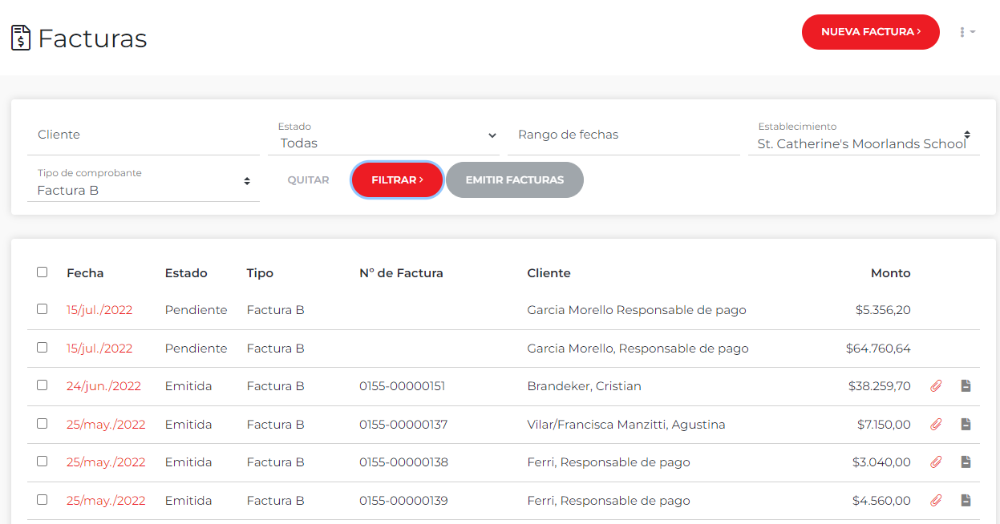 Facturas
NUEVA FACTURA ›
Cliente
Estado
Todas
Rango de fechas
Establecimiento
St. Catherine's Moorlands School
Tipo de comprobante
Factura B
QUITAR
FILTRAR ›
EMITIR FACTURAS
Fecha Estado Tipo N° de Factura Cliente Monto
15/jul./2022 Pendiente Factura B Garcia Morello Responsable de pago $5.356,20
15/jul./2022 Pendiente Factura B Garcia Morello, Responsable de pago $64.760,64
24/jun./2022 Emitida Factura B 0155-00000151 Brandeker, Cristian $38.259,70
25/may./2022 Emitida Factura B 0155-00000137 Vilar/Francisca Manzitti, Agustina $7.150,00
25/may./2022 Emitida Factura B 0155-00000138 Ferri, Responsable de pago $3.040,00
25/may./2022 Emitida Factura B 0155-00000139 Ferri, Responsable de pago $4.560,00